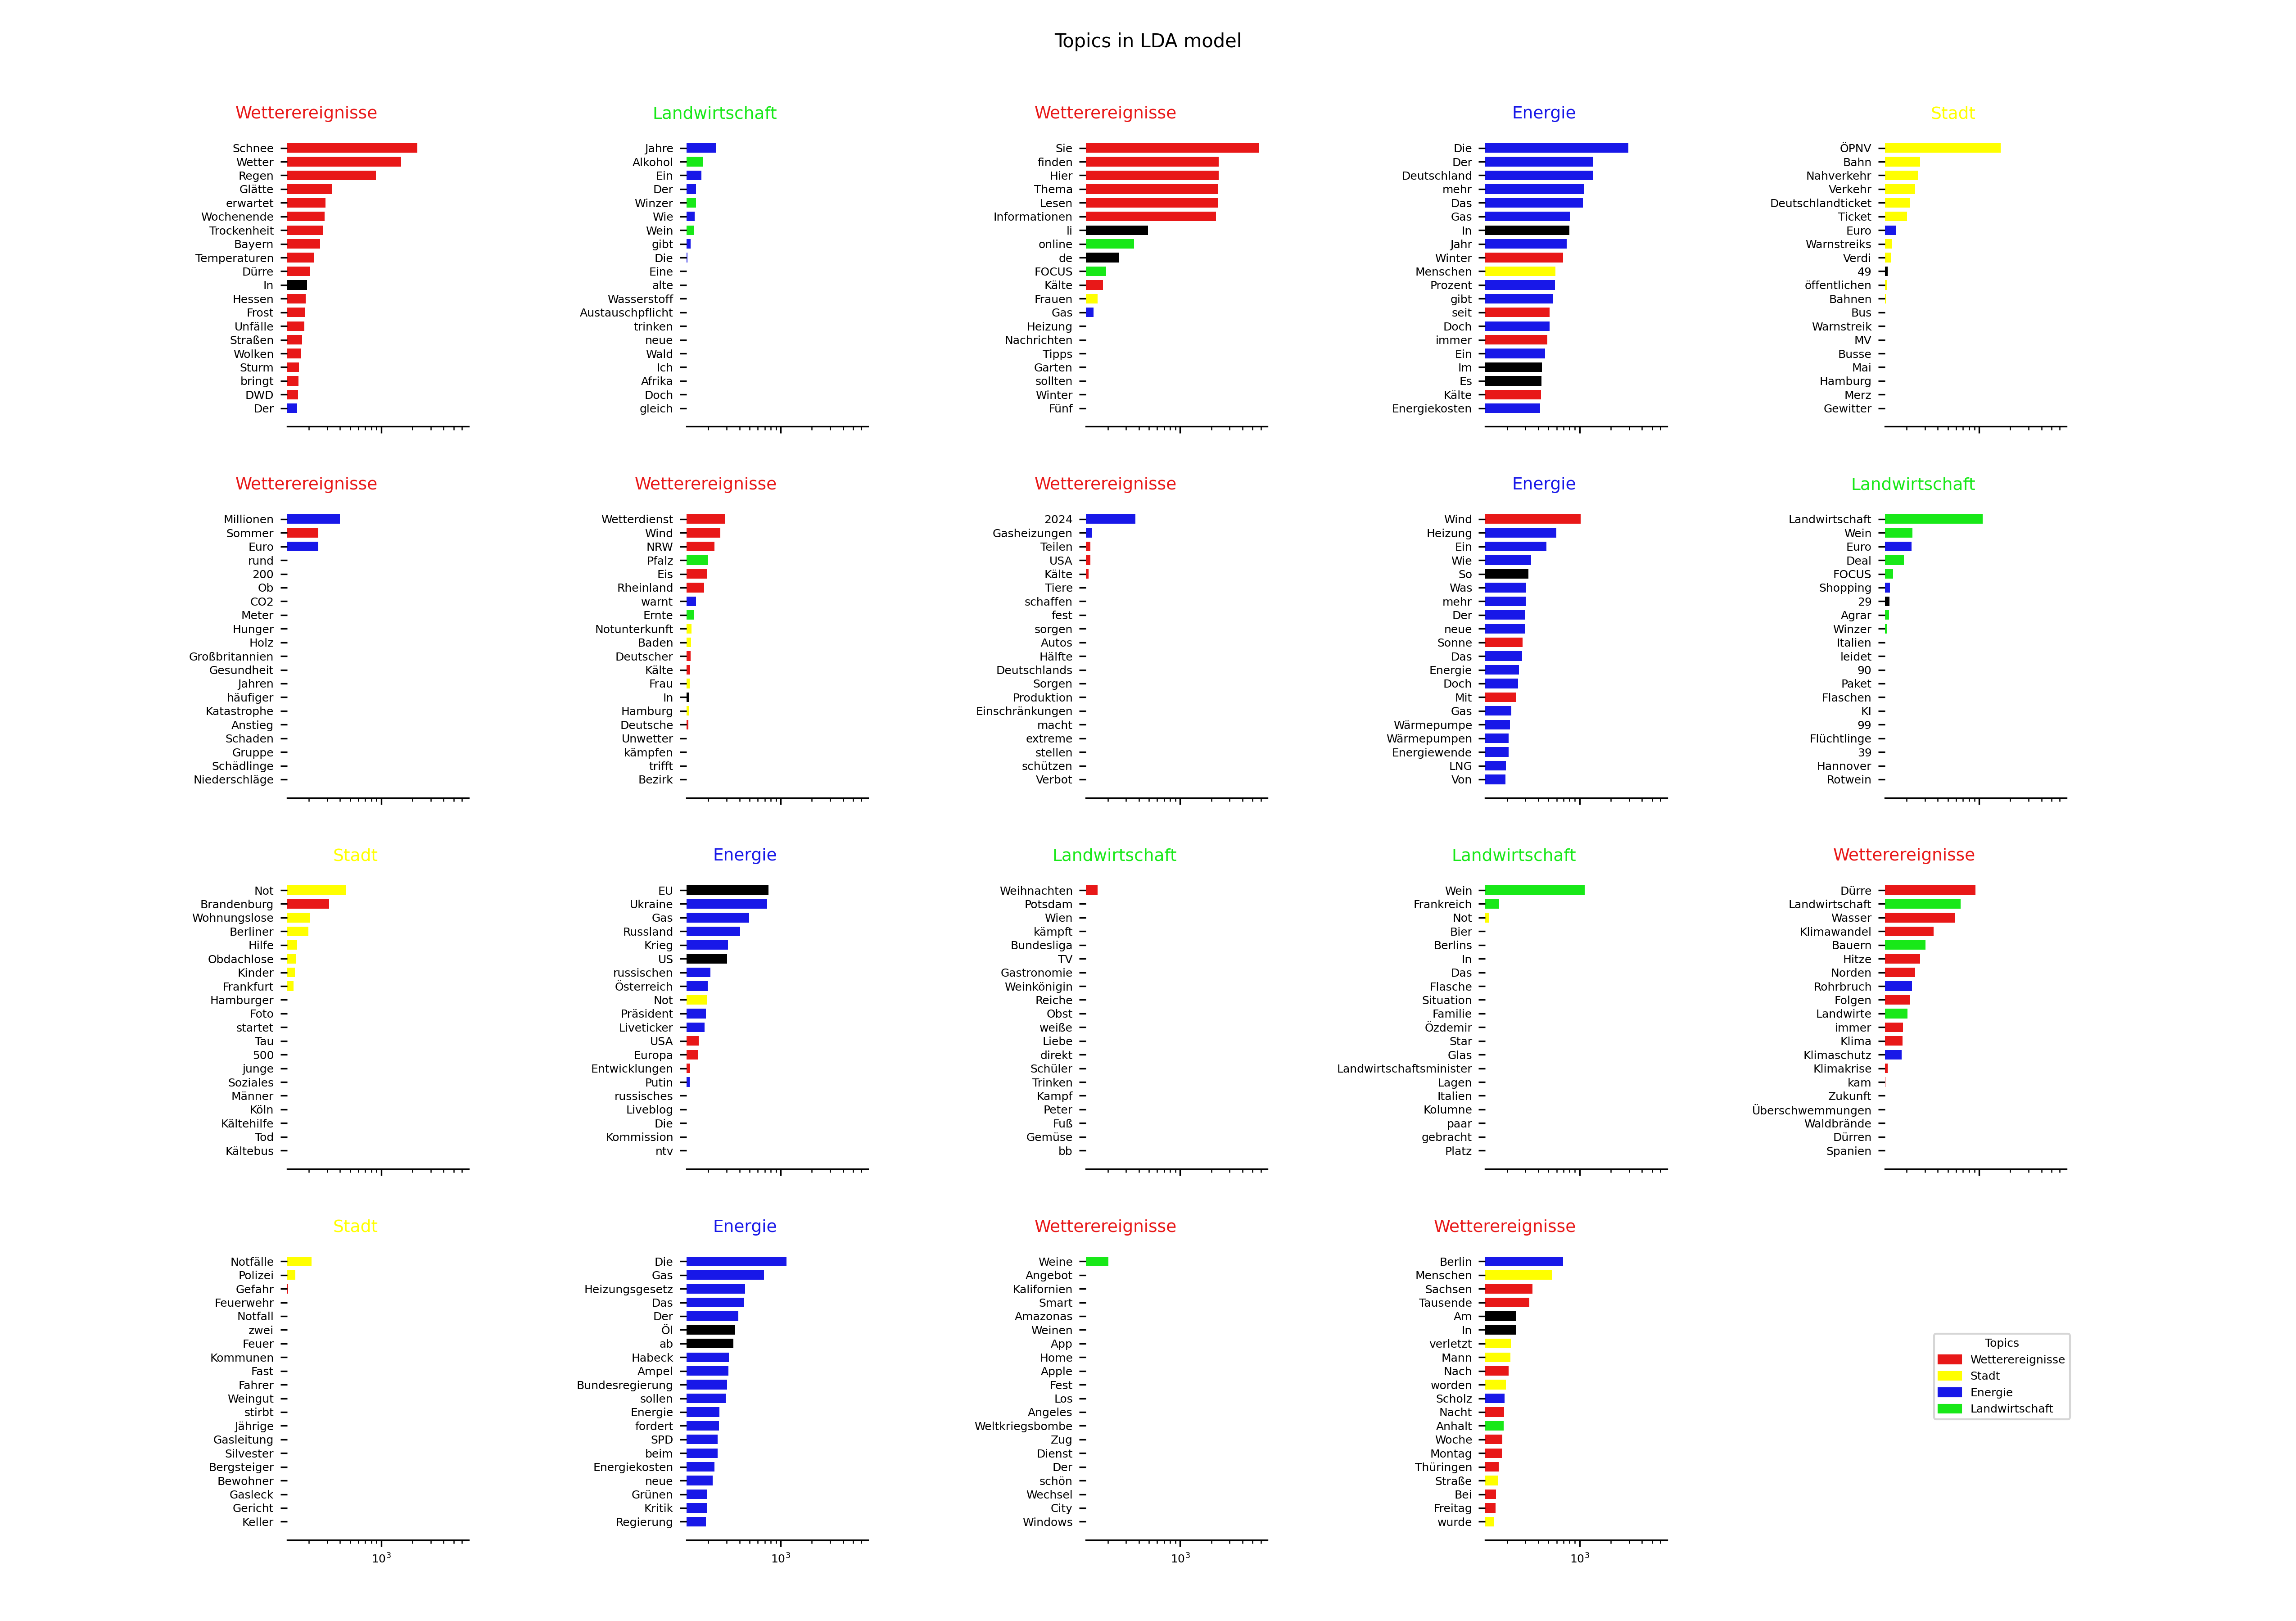 Topics in LDA model
Wetterereignisse
Schnee
Wetter
Regen
Glätte
erwartet
Wochenende
Trockenheit
Bayern
Temperaturen
Dürre
In
Hessen
Frost
Unfälle
Straßen
Wolken
Sturm
bringt
DWD
Der
Landwirtschaft
Jahre
Alkohol
Ein
Der
Winzer
Wie
Wein
gibt
Die
Eine
alte
Wasserstoff
Austauschpflicht
trinken
neue
Wald
Ich
Afrika
Doch
gleich
Wetterereignisse
Sie
finden
Hier
Thema
Lesen
Informationen
li
online
de
FOCUS
Kälte
Frauen
Gas
Heizung
Nachrichten
Tipps
Garten
sollten
Winter
Fünf
Energie
Die
Der
Deutschland
mehr
Das
Gas
In
Jahr
Winter
Menschen
Prozent
gibt
seit
Doch
immer
Ein
Im
Es
Kälte
Energiekosten
Stadt
ÖPNV
Bahn
Nahverkehr
Verkehr
Deutschlandticket
Ticket
Euro
Warnstreiks
Verdi
49
öffentlichen
Bahnen
Bus
Warnstreik
MV
Busse
Mai
Hamburg
Merz
Gewitter
Wetterereignisse
Millionen
Sommer
Euro
rund
200
Ob
CO2
Meter
Hunger
Holz
Großbritannien
Gesundheit
Jahren
häufiger
Katastrophe
Anstieg
Schaden
Gruppe
Schädlinge
Niederschläge
Wetterereignisse
Wetterdienst
Wind
NRW
Pfalz
Eis
Rheinland
warnt
Ernte
Notunterkunft
Baden
Deutscher
Kälte
Frau
In
Hamburg
Deutsche
Unwetter
kämpfen
trifft
Bezirk
Wetterereignisse
2024
Gasheizungen
Teilen
USA
Kälte
Tiere
schaffen
fest
sorgen
Autos
Hälfte
Deutschlands
Sorgen
Produktion
Einschränkungen
macht
extreme
stellen
schützen
Verbot
Energie
Wind
Heizung
Ein
Wie
So
Was
mehr
Der
neue
Sonne
Das
Energie
Doch
Mit
Gas
Wärmepumpe
Wärmepumpen
Energiewende
LNG
Von
Landwirtschaft
Landwirtschaft
Wein
Euro
Deal
FOCUS
Shopping
29
Agrar
Winzer
Italien
leidet
90
Paket
Flaschen
KI
99
Flüchtlinge
39
Hannover
Rotwein
Stadt
Not
Brandenburg
Wohnungslose
Berliner
Hilfe
Obdachlose
Kinder
Frankfurt
Hamburger
Foto
startet
Tau
500
junge
Soziales
Männer
Köln
Kältehilfe
Tod
Kältebus
Energie
EU
Ukraine
Gas
Russland
Krieg
US
russischen
Österreich
Not
Präsident
Liveticker
USA
Europa
Entwicklungen
Putin
russisches
Liveblog
Die
Kommission
ntv
Landwirtschaft
Weihnachten
Potsdam
Wien
kämpft
Bundesliga
TV
Gastronomie
Weinkönigin
Reiche
Obst
weiße
Liebe
direkt
Schüler
Trinken
Kampf
Peter
Fuß
Gemüse
bb
Landwirtschaft
Wein
Frankreich
Not
Bier
Berlins
In
Das
Flasche
Situation
Familie
Özdemir
Star
Glas
Landwirtschaftsminister
Lagen
Italien
Kolumne
paar
gebracht
Platz
Wetterereignisse
Dürre
Landwirtschaft
Wasser
Klimawandel
Bauern
Hitze
Norden
Rohrbruch
Folgen
Landwirte
immer
Klima
Klimaschutz
Klimakrise
kam
Zukunft
Überschwemmungen
Waldbrände
Dürren
Spanien
Stadt
Notfälle
Polizei
Gefahr
Feuerwehr
Notfall
zwei
Feuer
Kommunen
Fast
Fahrer
Weingut
stirbt
Jährige
Gasleitung
Silvester
Bergsteiger
Bewohner
Gasleck
Gericht
Keller
10³
Energie
Die
Gas
Heizungsgesetz
Das
Der
Öl
ab
Habeck
Ampel
Bundesregierung
sollen
Energie
fordert
SPD
beim
Energiekosten
neue
Grünen
Kritik
Regierung
10³
Wetterereignisse
Weine
Angebot
Kalifornien
Smart
Amazonas
Weinen
App
Home
Apple
Fest
Los
Angeles
Weltkriegsbombe
Zug
Dienst
Der
schön
Wechsel
City
Windows
10³
Wetterereignisse
Berlin
Menschen
Sachsen
Tausende
Am
In
verletzt
Mann
Nach
worden
Scholz
Nacht
Anhalt
Woche
Montag
Thüringen
Straße
Bei
Freitag
wurde
10³
Topics
Wetterereignisse
Stadt
Energie
Landwirtschaft